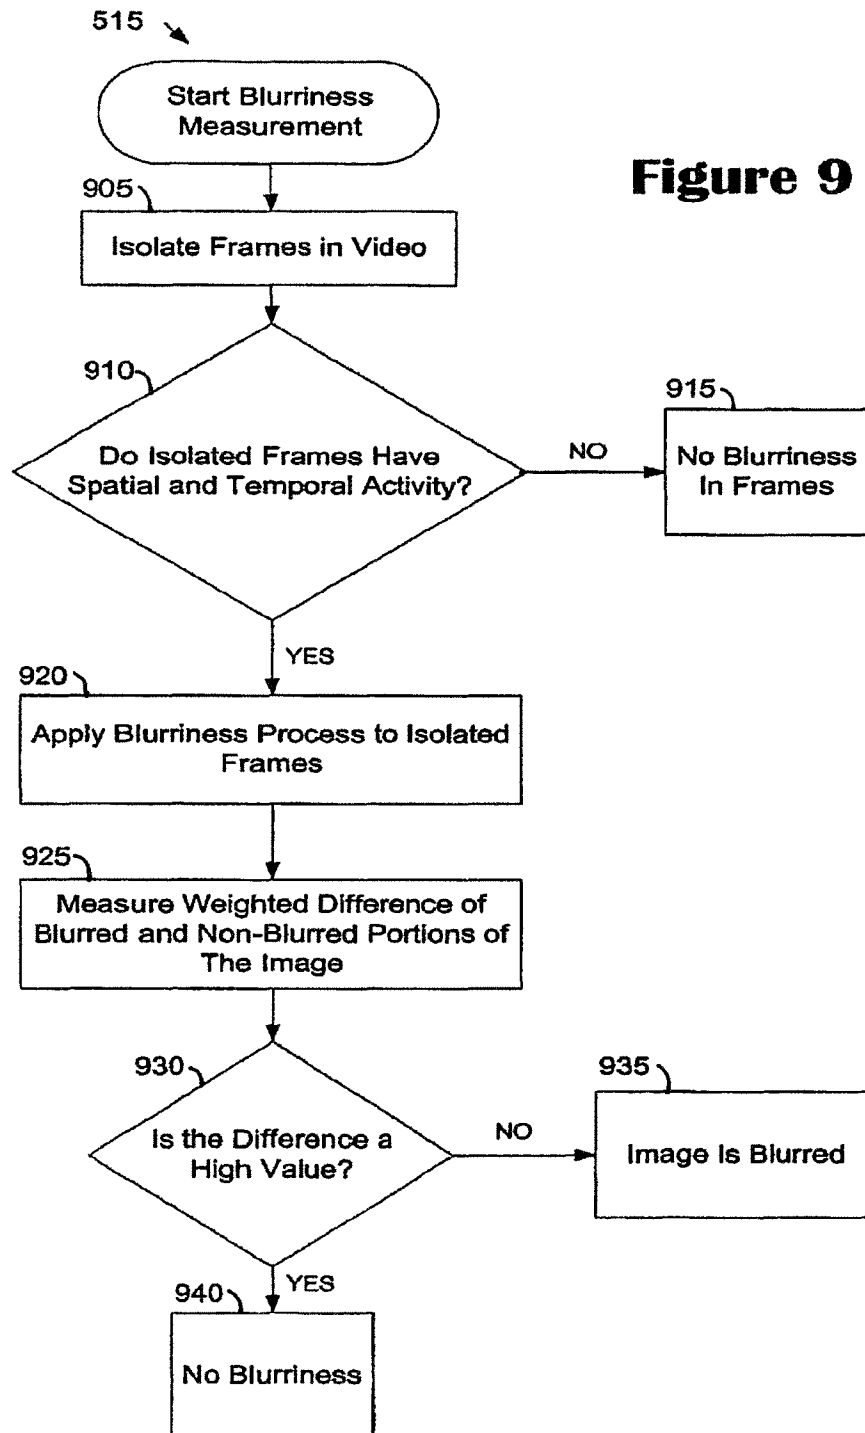 515
Start Blurriness
Measurement
Figure 9
905
Isolate Frames in Video
910
Do Isolated Frames Have
Spatial and Temporal Activity?
NO
915
No Blurriness
In Frames
YES
920
Apply Blurriness Process to Isolated
Frames
925
Measure Weighted Difference of
Blurred and Non-Blurred Portions of
The Image
930
Is the Difference a
High Value?
NO
935
Image Is Blurred
YES
940
No Blurriness